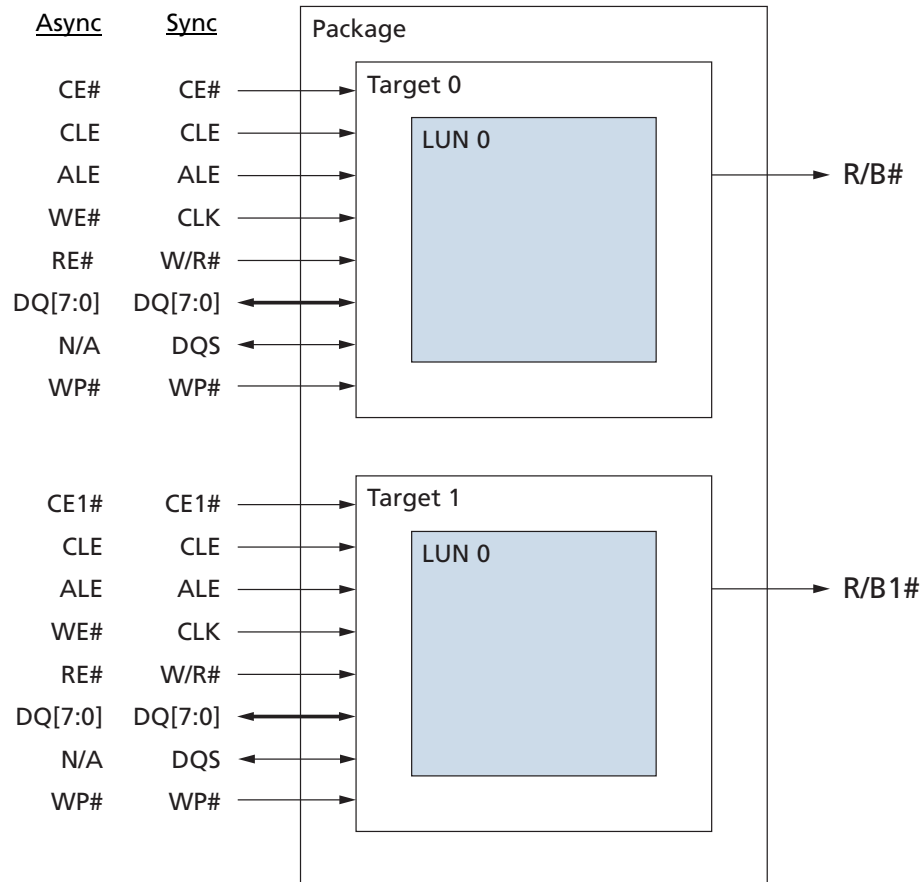 Async Sync Package
Target 0
CE# CE#
CLE CLE LUN 0
ALE ALE R/B#
WE# CLK
RE# W/R#
DQ[7:0] DQ[7:0]
N/A DQS
WP# WP#
Target 1
CE1# CE1#
CLE CLE LUN 0
ALE ALE R/B1#
WE# CLK
RE# W/R#
DQ[7:0] DQ[7:0]
N/A DQS
WP# WP#